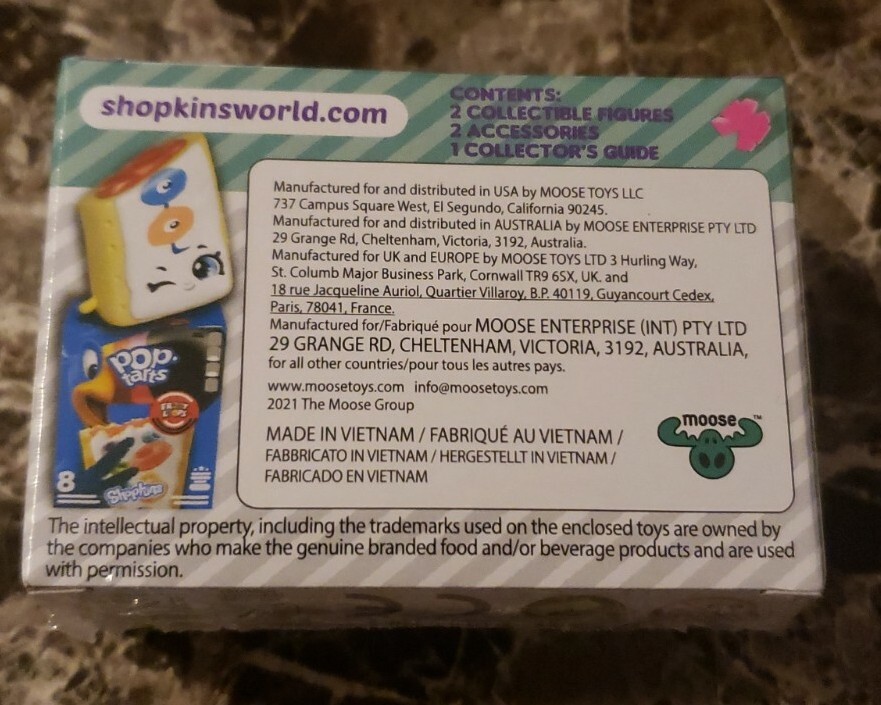 shopkinsworld.com
CONTENTS:
2 COLLECTIBLE FIGURES
2 ACCESSORIES
1 COLLECTOR'S GUIDE
Manufactured for and distributed in USA by MOOSE TOYS LLC
737 Campus Square West, El Segundo, California 90245.
Manufactured for and distributed in AUSTRALIA by MOOSE ENTERPRISE PTY LTD
29 Grange Rd, Cheltenham, Victoria, 3192, Australia.
Manufactured for UK and EUROPE by MOOSE TOYS LTD 3 Hurling Way,
St. Columb Major Business Park, Cornwall TR9 6SX, UK. and
18 rue Jacqueline Auriol, Quartier Villaroy, B.P. 40119, Guyancourt Cedex,
Paris, 78041, France.
Manufactured for/Fabriqué pour MOOSE ENTERPRISE (INT) PTY LTD
29 GRANGE RD, CHELTENHAM, VICTORIA, 3192, AUSTRALIA,
for all other countries/pour tous les autres pays.
www.moosetoys.com info@moosetoys.com
2021 The Moose Group
MADE IN VIETNAM / FABRIQUÉ AU VIETNAM /
FABBRICATO IN VIETNAM / HERGESTELLT IN VIETNAM /
FABRICADO EN VIETNAM
moose™
POP·
tarts
FROOT
LOOPS
8
Shopkins
The intellectual property, including the trademarks used on the enclosed toys are owned by
the companies who make the genuine branded food and/or beverage products and are used
with permission.